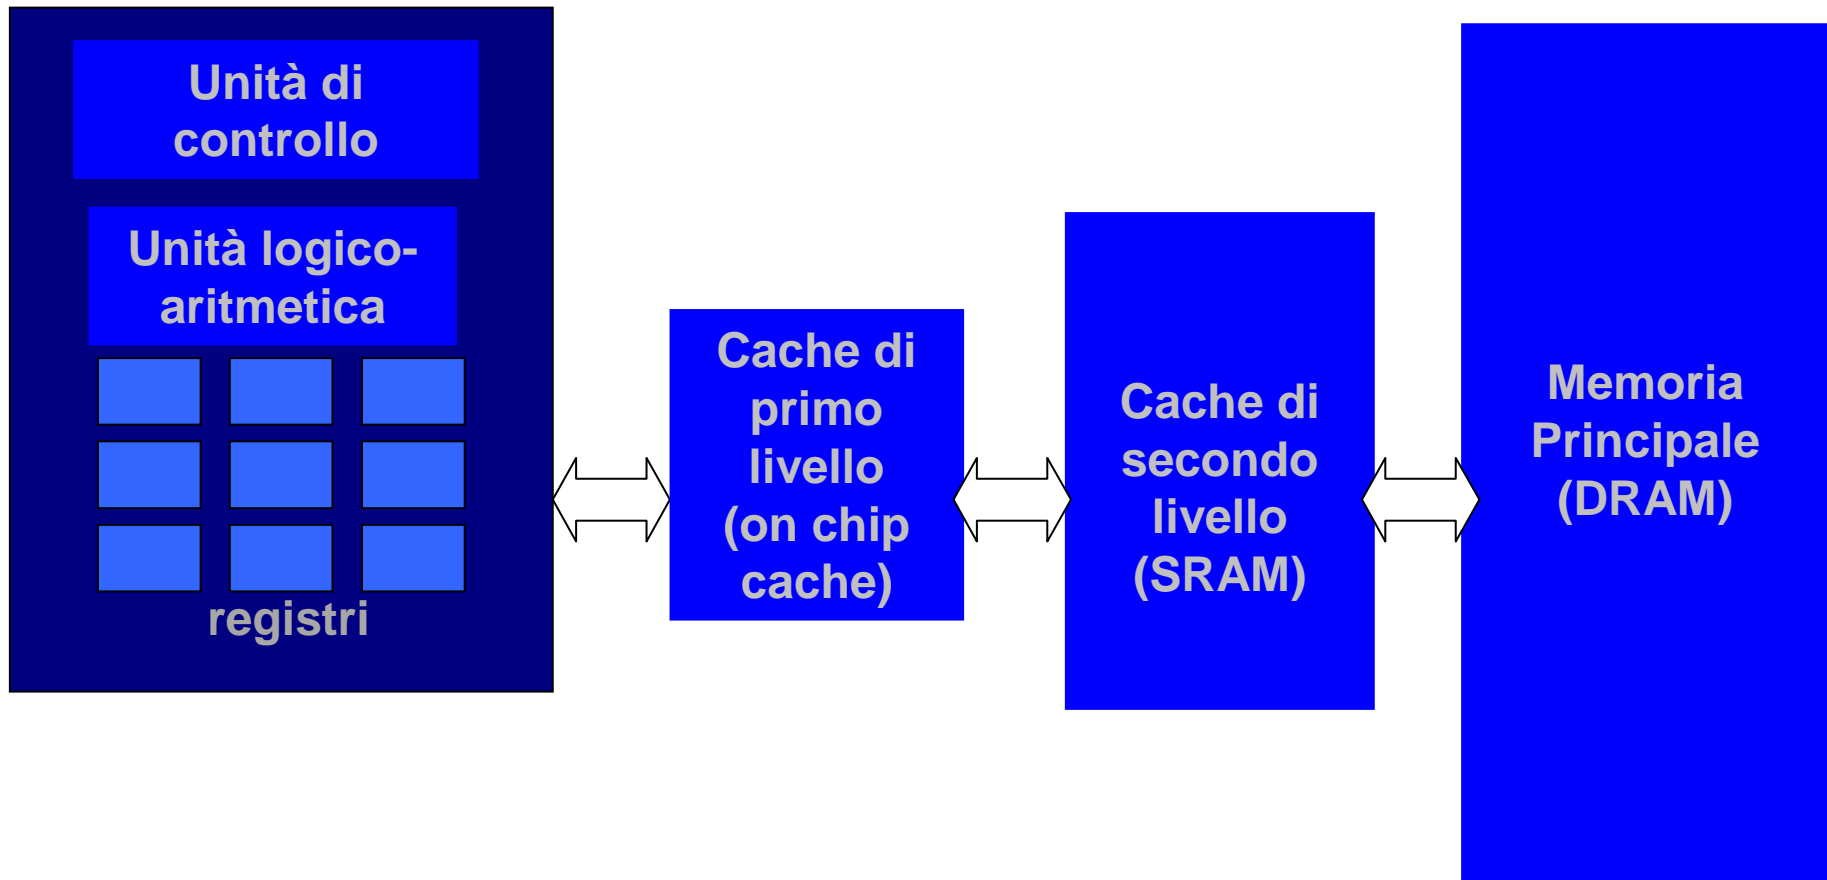 Unità di
controllo
Unità logico-
aritmetica
registri
Cache di
primo
livello
(on chip
cache)
Cache di
secondo
livello
(SRAM)
Memoria
Principale
(DRAM)